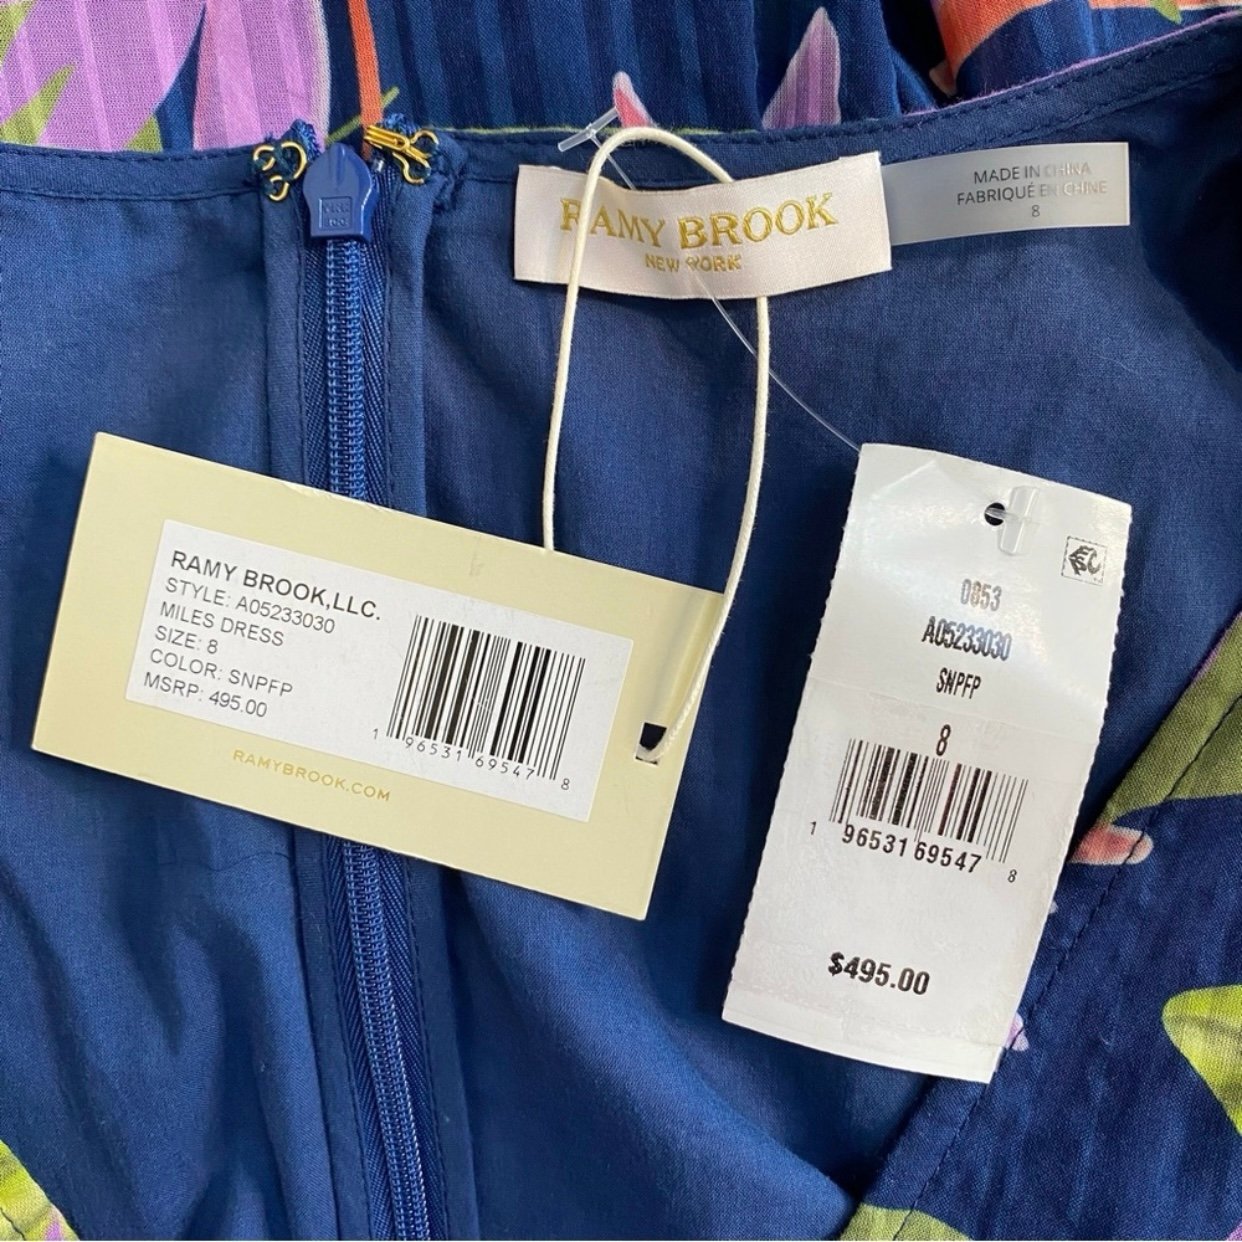 RAMY BROOK
NEW YORK
MADE IN CHINA
FABRIQUÉ EN CHINE
8
RAMY BROOK,LLC.
STYLE: A05233030
MILES DRESS
SIZE: 8
COLOR: SNPFP
MSRP: 495.00
1 96531 69547 8
RAMYBROOK.COM
0853
A05233030
SNPFP
8
1 96531 69547 8
$495.00